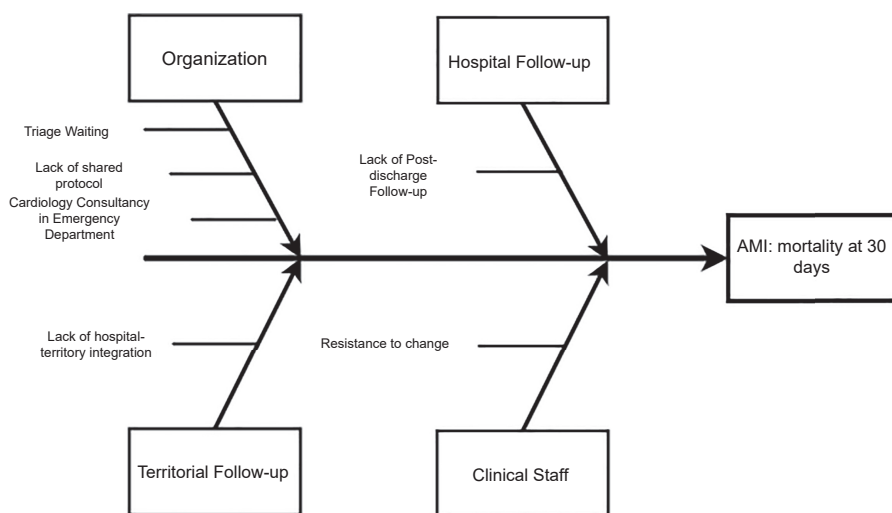 Organization
Hospital Follow-up
Triage Waiting
Lack of shared
protocol
Cardiology Consultancy
in Emergency
Department
Lack of Post-
discharge
Follow-up
AMI: mortality at 30
days
Lack of hospital-
territory integration
Resistance to change
Territorial Follow-up
Clinical Staff